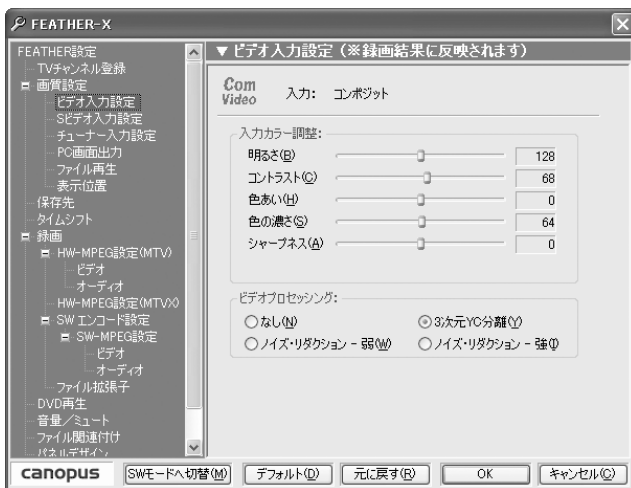 FEATHER-X
FEATHER設定
TVチャンネル登録
画質設定
ビデオ入力設定
Sビデオ入力設定
チューナー入力設定
PC画面出力
ファイル再生
表示位置
保存先
タイムシフト
録画
HW-MPEG設定(MTV)
ビデオ
オーディオ
HW-MPEG設定(MTVX)
SWエンコード設定
SW-MPEG設定
ビデオ
オーディオ
ファイル拡張子
DVD再生
音量/ミュート
ファイル関連付け
パネルデザイン
▼ ビデオ入力設定 (※録画結果に反映されます)
Com Video 入力: コンポジット
入力カラー調整:
明るさ(B) 128
コントラスト(C) 68
色あい(H) 0
色の濃さ(S) 64
シャープネス(A) 0
ビデオプロセッシング:
なし(N) 3次元YC分離(Y)
ノイズ・リダクション - 弱(W) ノイズ・リダクション - 強(I)
canopus SWモードへ切替(M) デフォルト(D) 元に戻す(R) OK キャンセル(C)